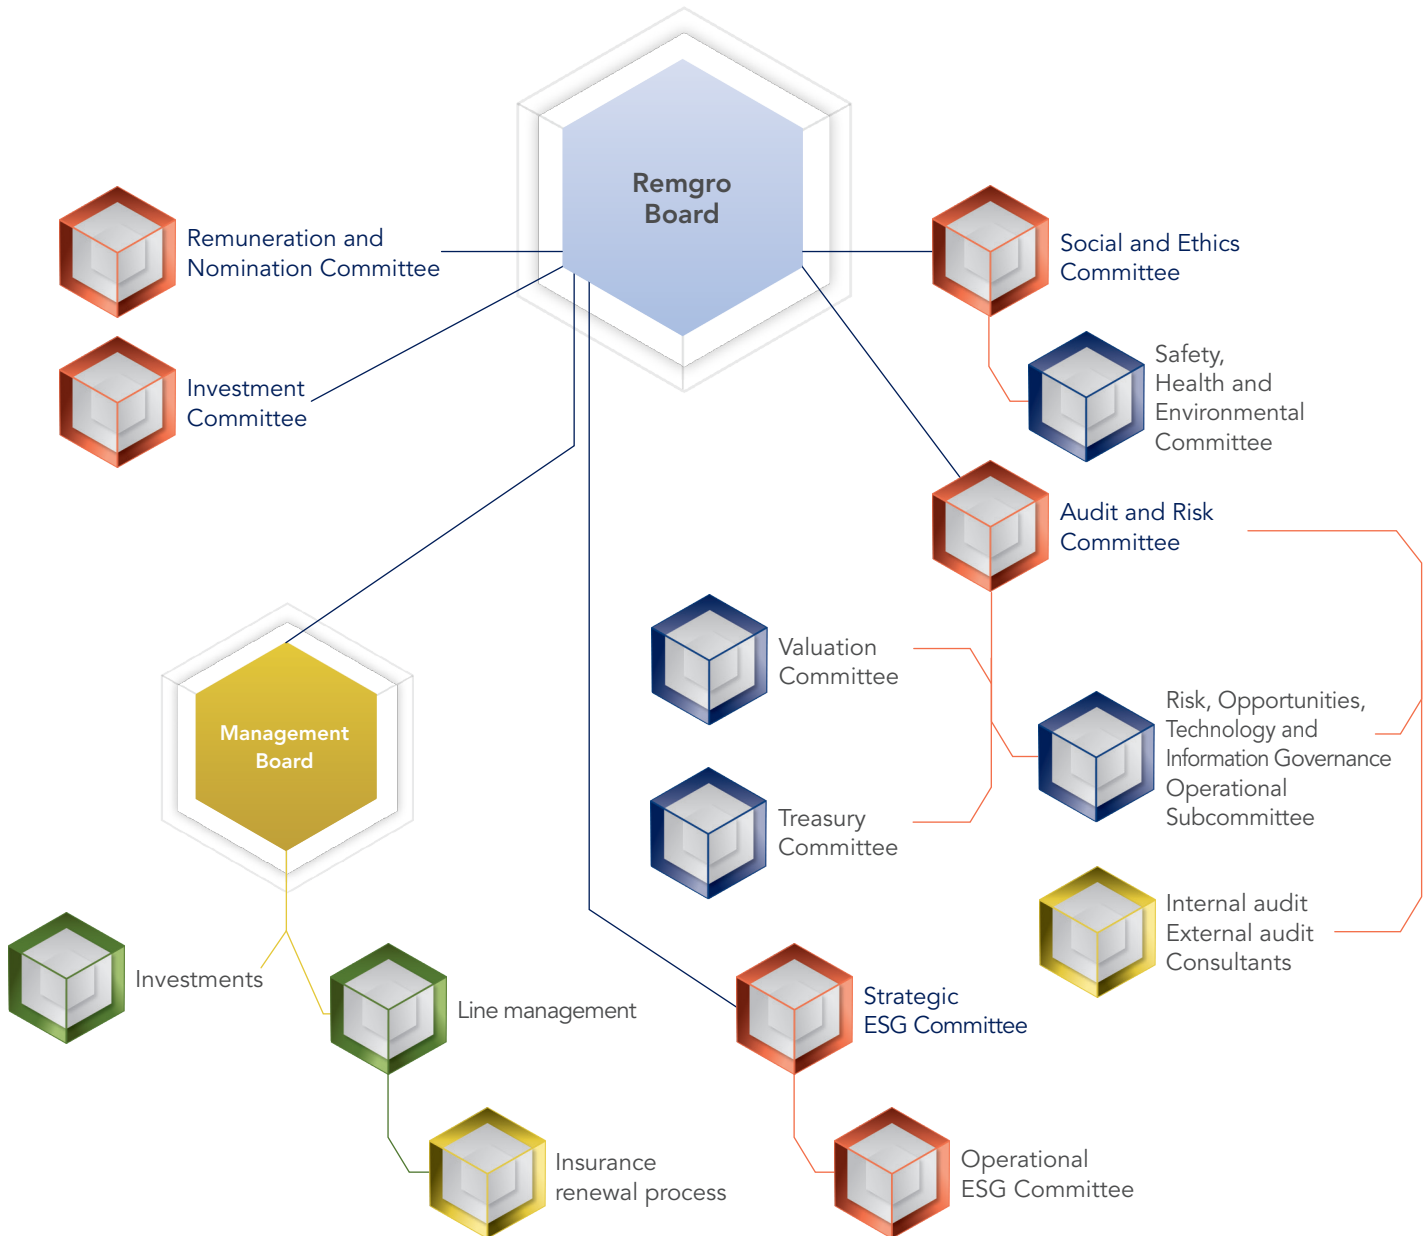 Remgro
Board
Remuneration and
Nomination Committee
Social and Ethics
Committee
Investment
Committee
Safety,
Health and
Environmental
Committee
Audit and Risk
Committee
Valuation
Committee
Management
Board
Risk, Opportunities,
Technology and
Information Governance
Operational
Subcommittee
Treasury
Committee
Internal audit
External audit
Consultants
Investments
Line management
Strategic
ESG Committee
Insurance
renewal process
Operational
ESG Committee